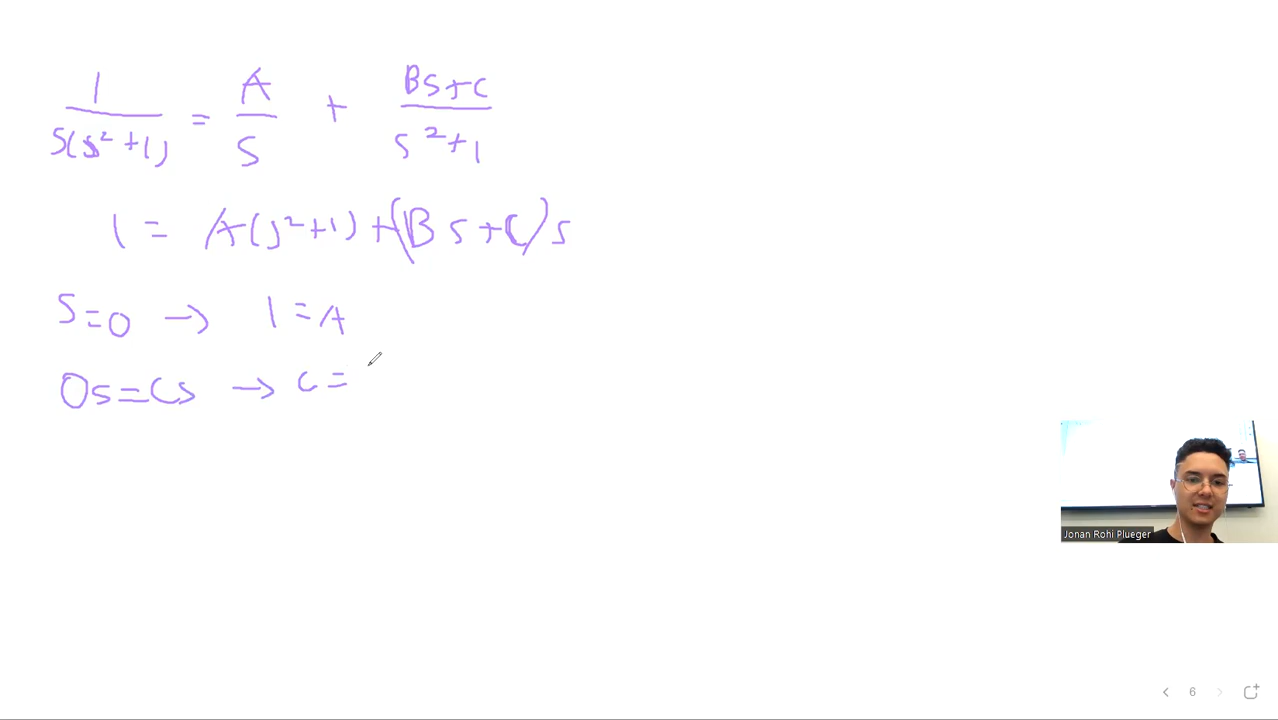 1/(s(s²+1)) = A/s + (Bs+C)/(s²+1)
1 = A(s²+1)+(Bs+C)s
s=0 → 1=A
0s=Cs → C=
Jonan Rohi Plueger
6